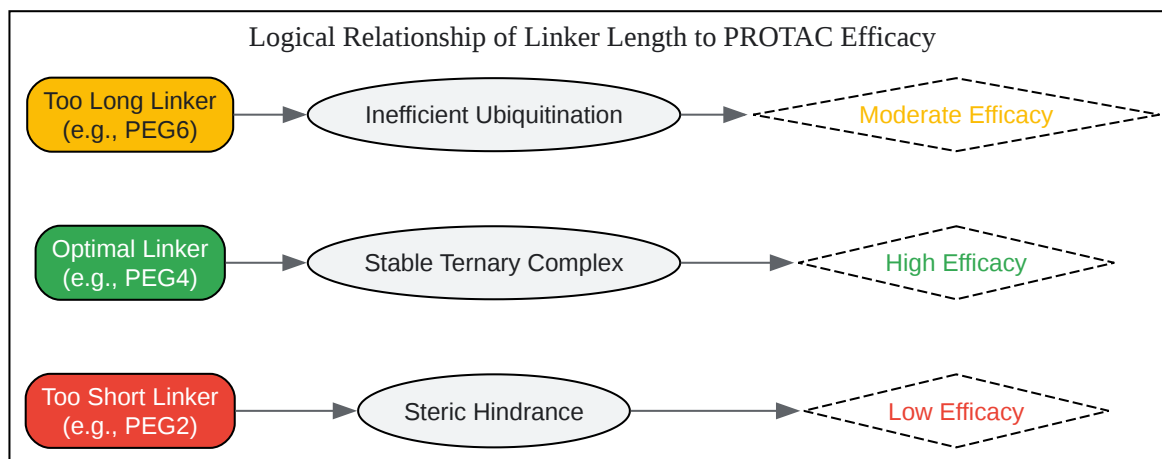 Logical Relationship of Linker Length to PROTAC Efficacy
Too Long Linker
(e.g., PEG6)
Inefficient Ubiquitination
Moderate Efficacy
Optimal Linker
(e.g., PEG4)
Stable Ternary Complex
High Efficacy
Too Short Linker
(e.g., PEG2)
Steric Hindrance
Low Efficacy